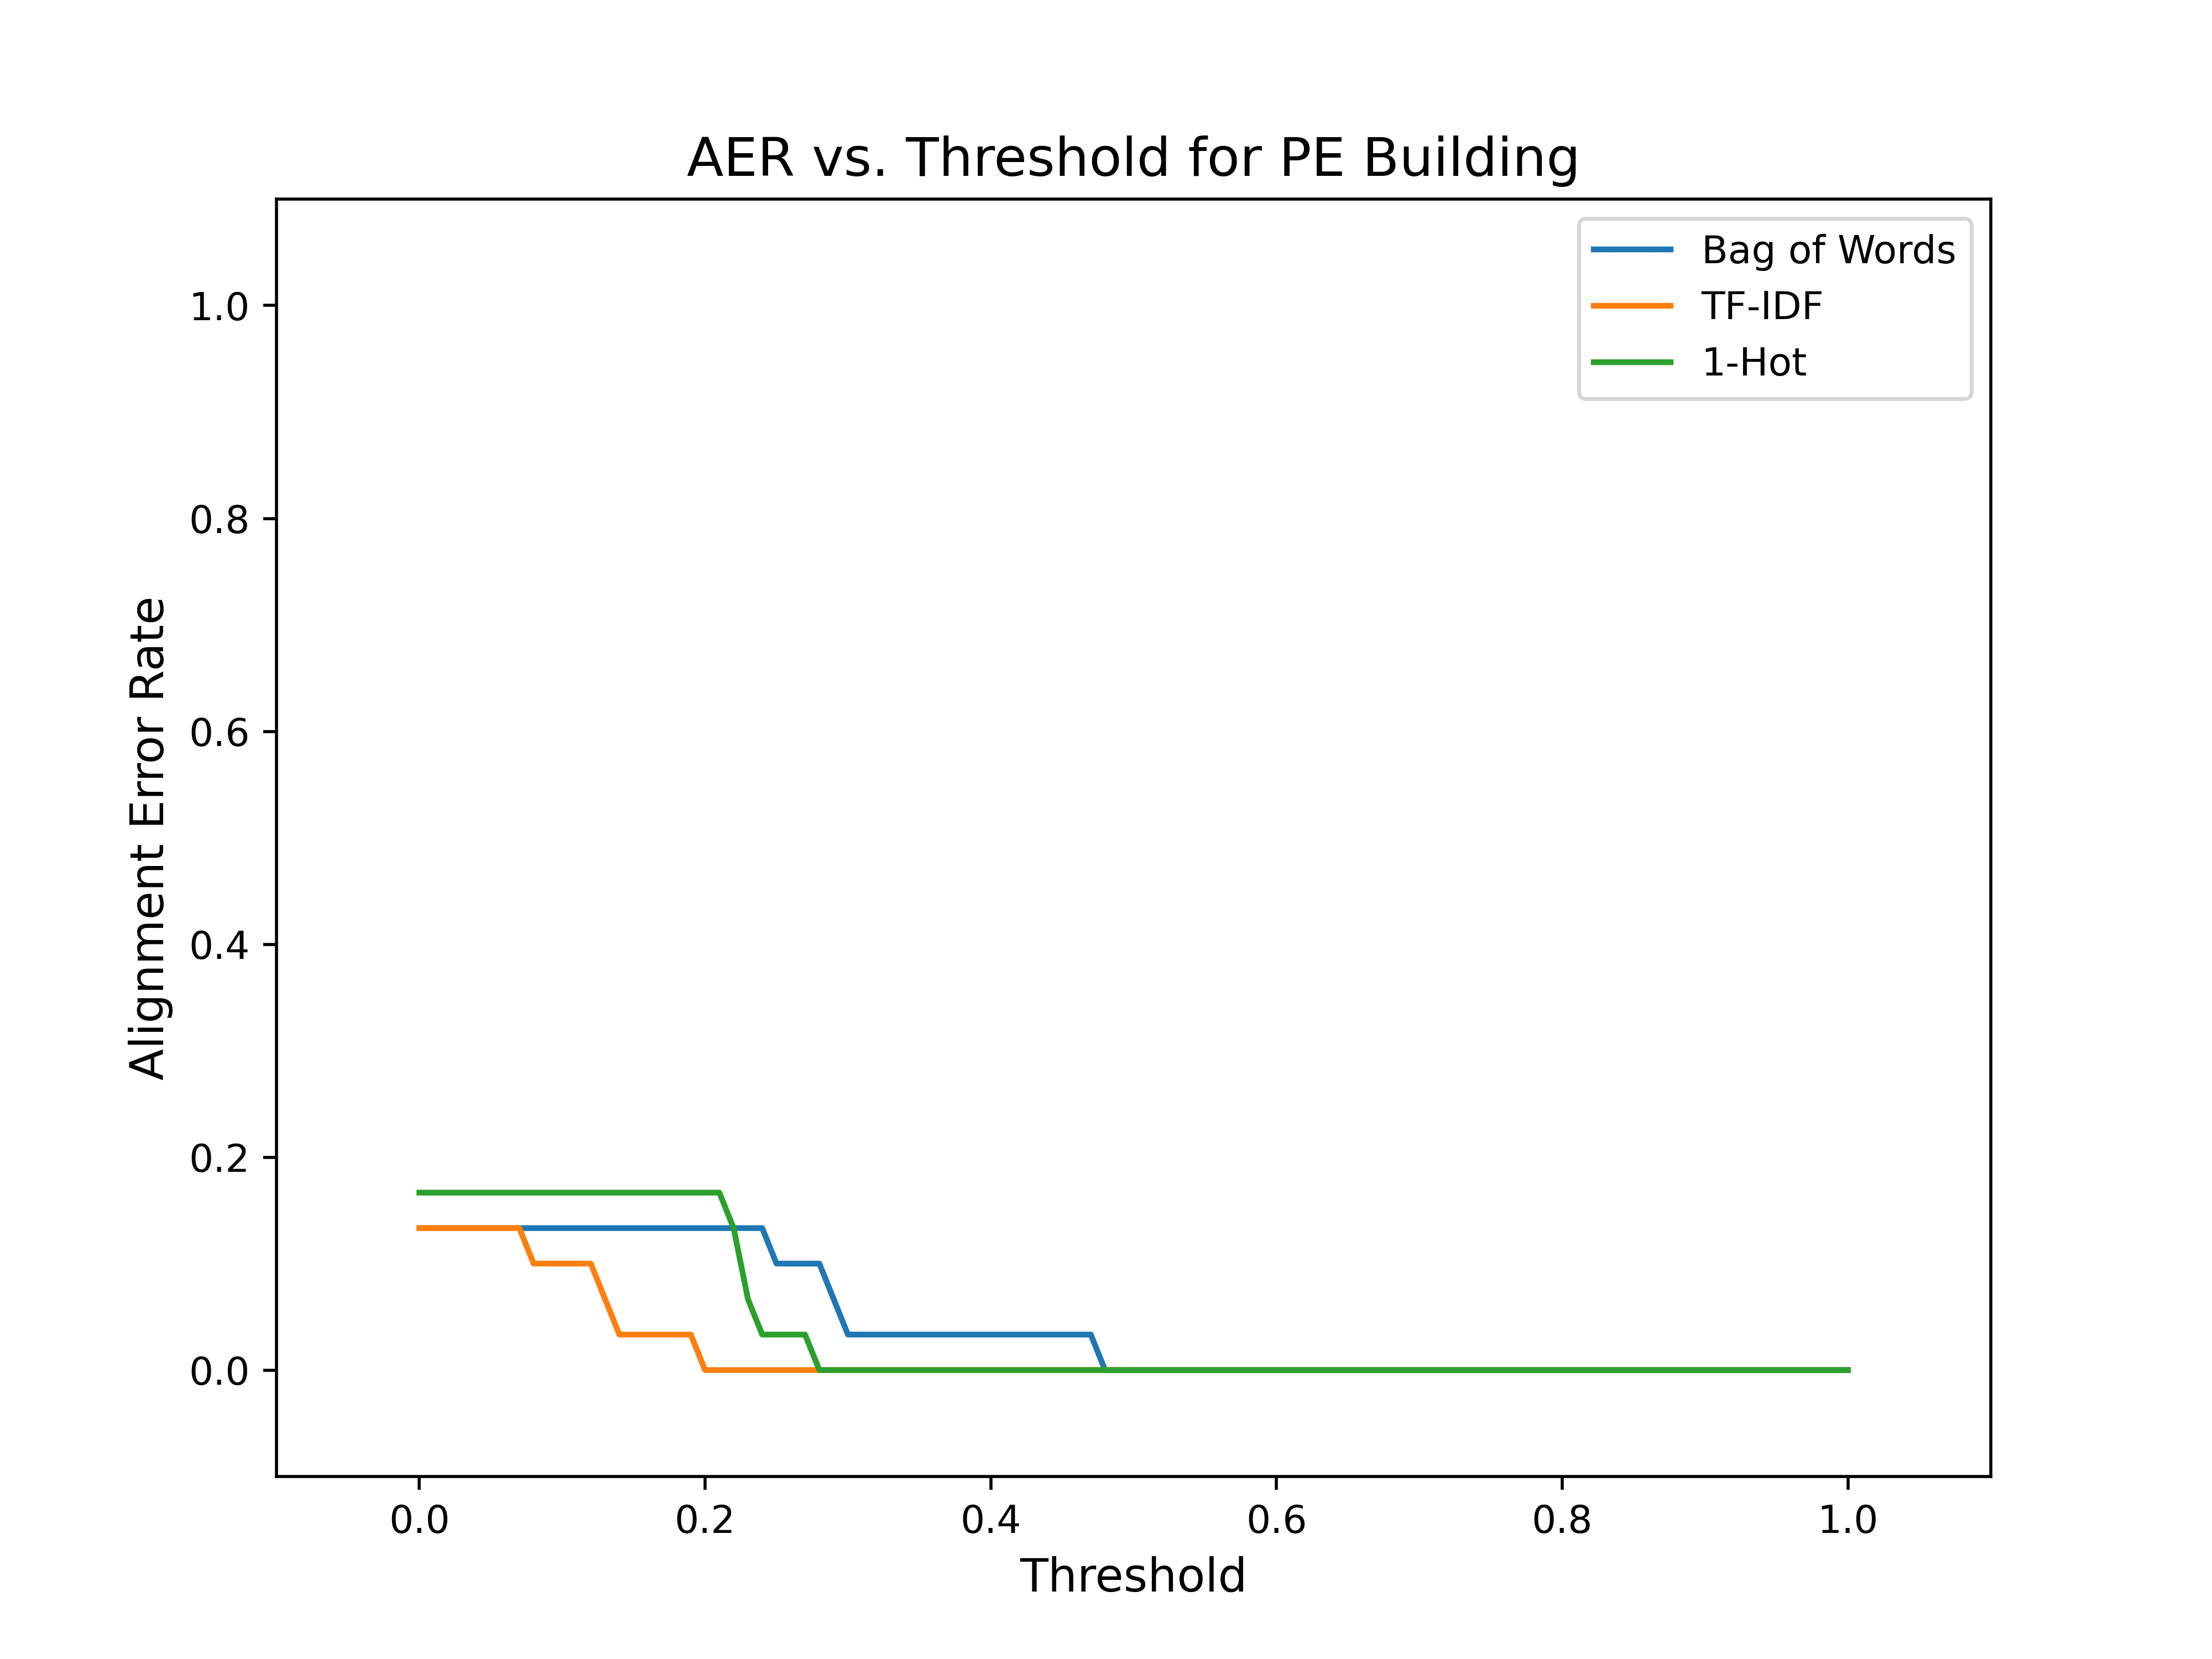 AER vs. Threshold for PE Building
Bag of Words
TF-IDF
1-Hot
Alignment Error Rate
1.0
0.8
0.6
0.4
0.2
0.0
0.0 0.2 0.4 0.6 0.8 1.0
Threshold